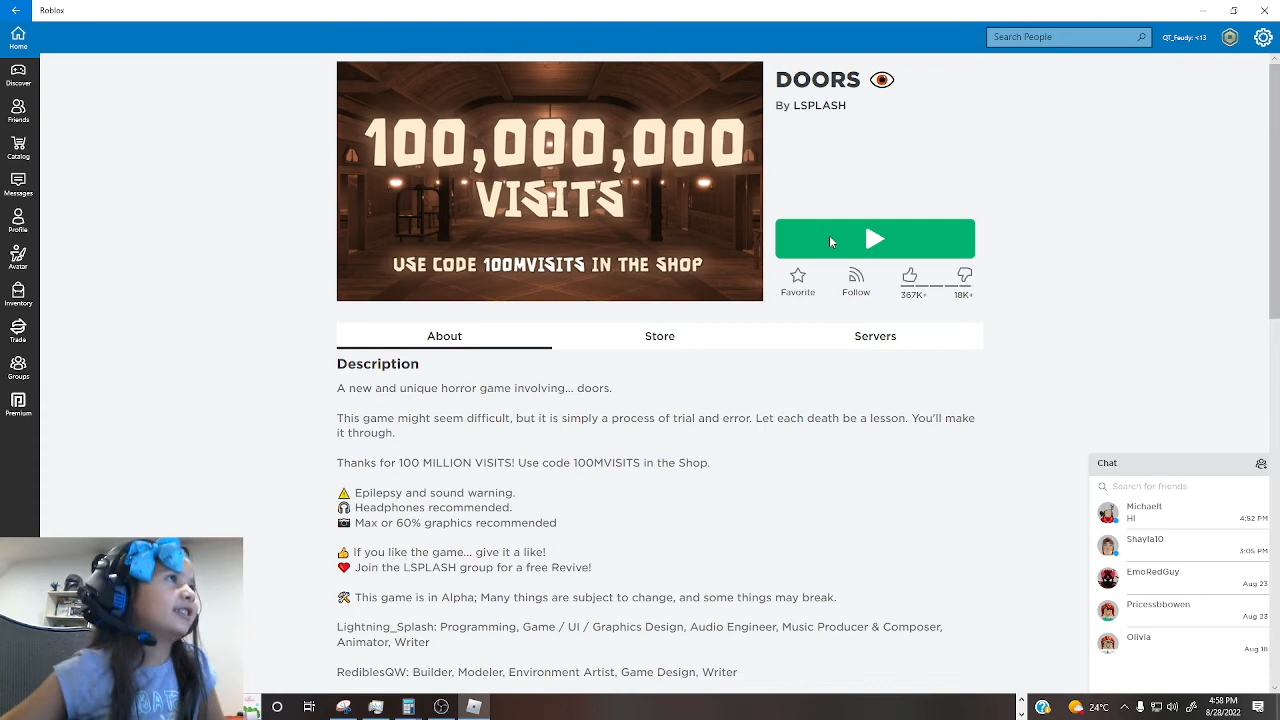 Roblox
Home
Search People
QT_Feudy: <13
Discover
Friends
Catalog
Messages
Profile
Avatar
Inventory
Trade
Groups
Premium
100,000,000
VISITS
USE CODE 100MVISITS IN THE SHOP
DOORS
By LSPLASH
Favorite
Follow
367K+
18K+
About
Store
Servers
Description
A new and unique horror game involving... doors.
This game might seem difficult, but it is simply a process of trial and error. Let each death be a lesson. You'll make
it through.
Thanks for 100 MILLION VISITS! Use code 100MVISITS in the Shop.
Epilepsy and sound warning.
Headphones recommended.
Max or 60% graphics recommended
If you like the game... give it a like!
Join the LSPLASH group for a free Revive!
This game is in Alpha; Many things are subject to change, and some things may break.
Lightning_Splash: Programming, Game / UI / Graphics Design, Audio Engineer, Music Producer & Composer,
Animator, Writer
RediblesQW: Builder, Modeler, Environment Artist, Game Design, Writer
Chat
Search for friends
Michaelt
HI
4:52 PM
Shayla10
3:05 PM
EmoRedGuy
Aug 23
Pricessbbowen
Aug 23
Olivia
Aug 18
26°C
4:58 PM
8/28/2022